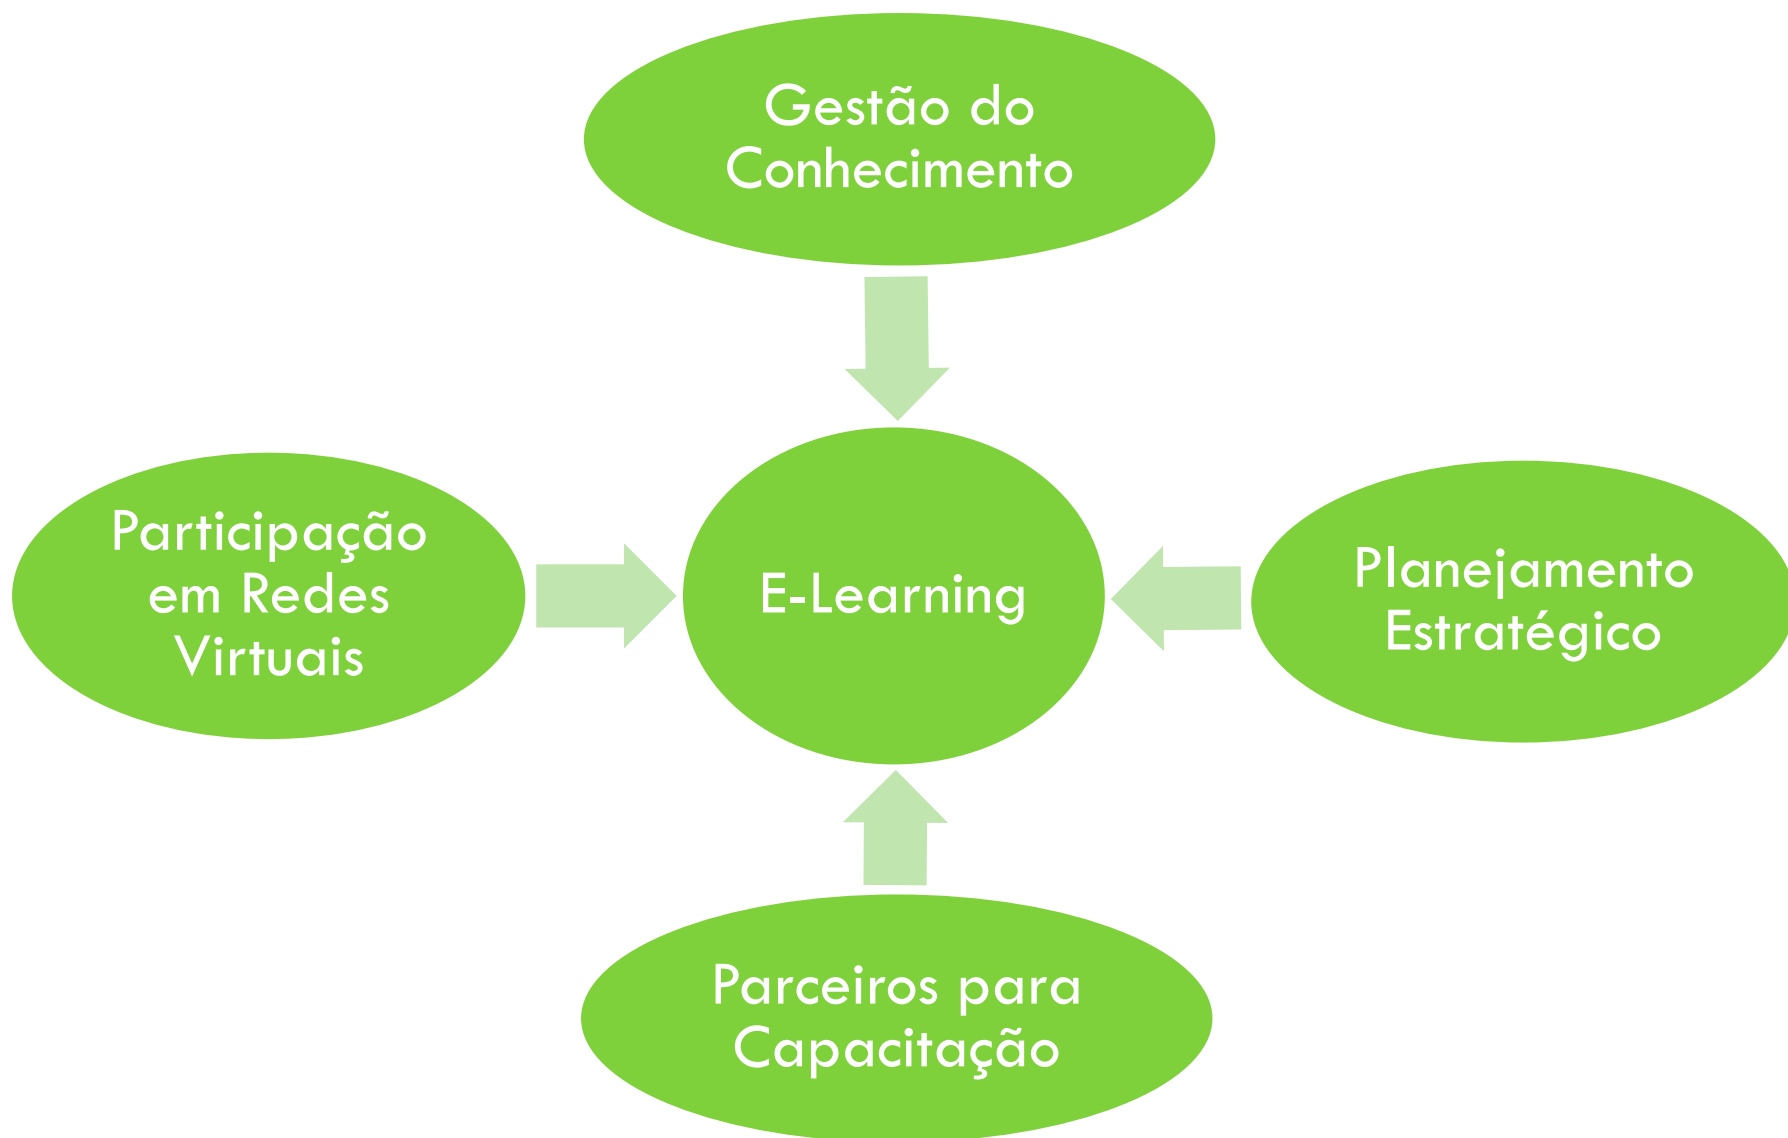 Gestão do
Conhecimento
Participação
em Redes
Virtuais
E-Learning
Planejamento
Estratégico
Parceiros para
Capacitação